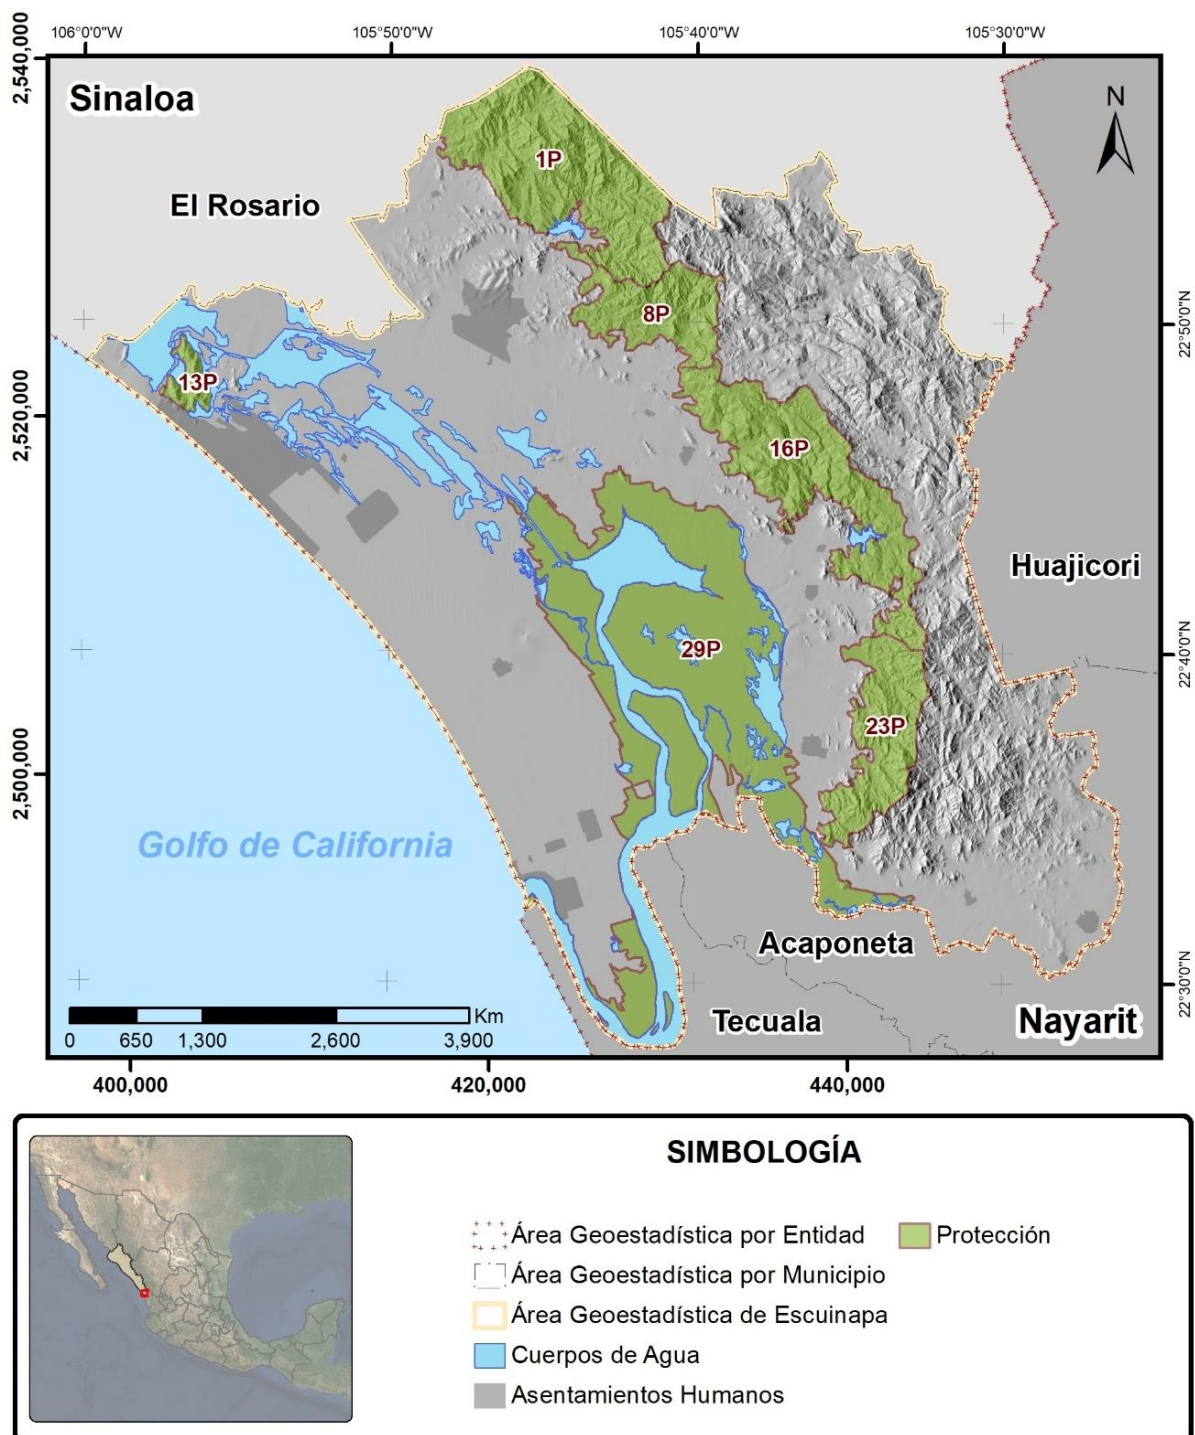 106°0'0"W 105°50'0"W 105°40'0"W 105°30'0"W
2,540,000
Sinaloa
N
1P
El Rosario
8P
22°50'0"N
13P
2,520,000
16P
Huajicori
29P
22°40'0"N
23P
2,500,000
Golfo de California
Acaponeta
22°30'0"N
Km
Tecuala
Nayarit
0 650 1,300 2,600 3,900
400,000 420,000 440,000
SIMBOLOGÍA
Área Geoestadística por Entidad Protección
Área Geoestadística por Municipio
Área Geoestadística de Escuinapa
Cuerpos de Agua
Asentamientos Humanos